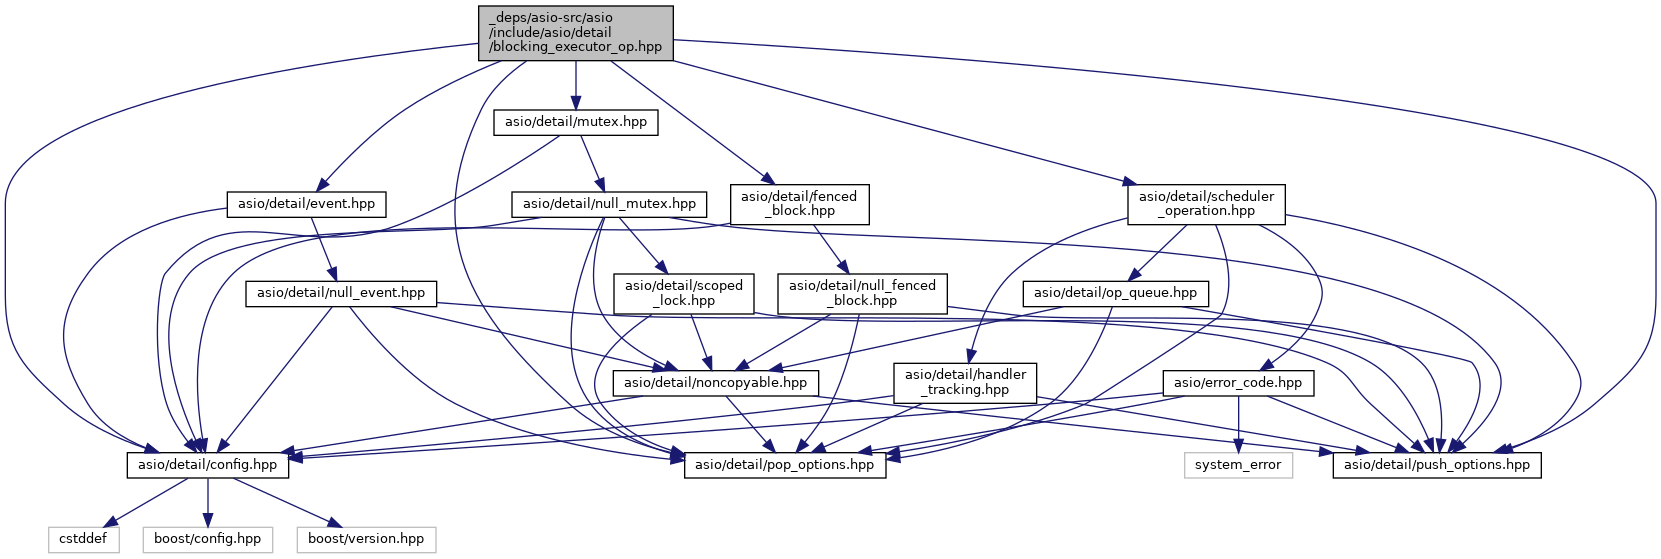 _deps/asio-src/asio
/include/asio/detail
/blocking_executor_op.hpp
asio/detail/mutex.hpp
asio/detail/event.hpp
asio/detail/null_mutex.hpp
asio/detail/fenced
_block.hpp
asio/detail/scheduler
_operation.hpp
asio/detail/null_event.hpp
asio/detail/scoped
_lock.hpp
asio/detail/null_fenced
_block.hpp
asio/detail/op_queue.hpp
asio/detail/noncopyable.hpp
asio/detail/handler
_tracking.hpp
asio/error_code.hpp
asio/detail/config.hpp
asio/detail/pop_options.hpp
system_error
asio/detail/push_options.hpp
cstddef
boost/config.hpp
boost/version.hpp